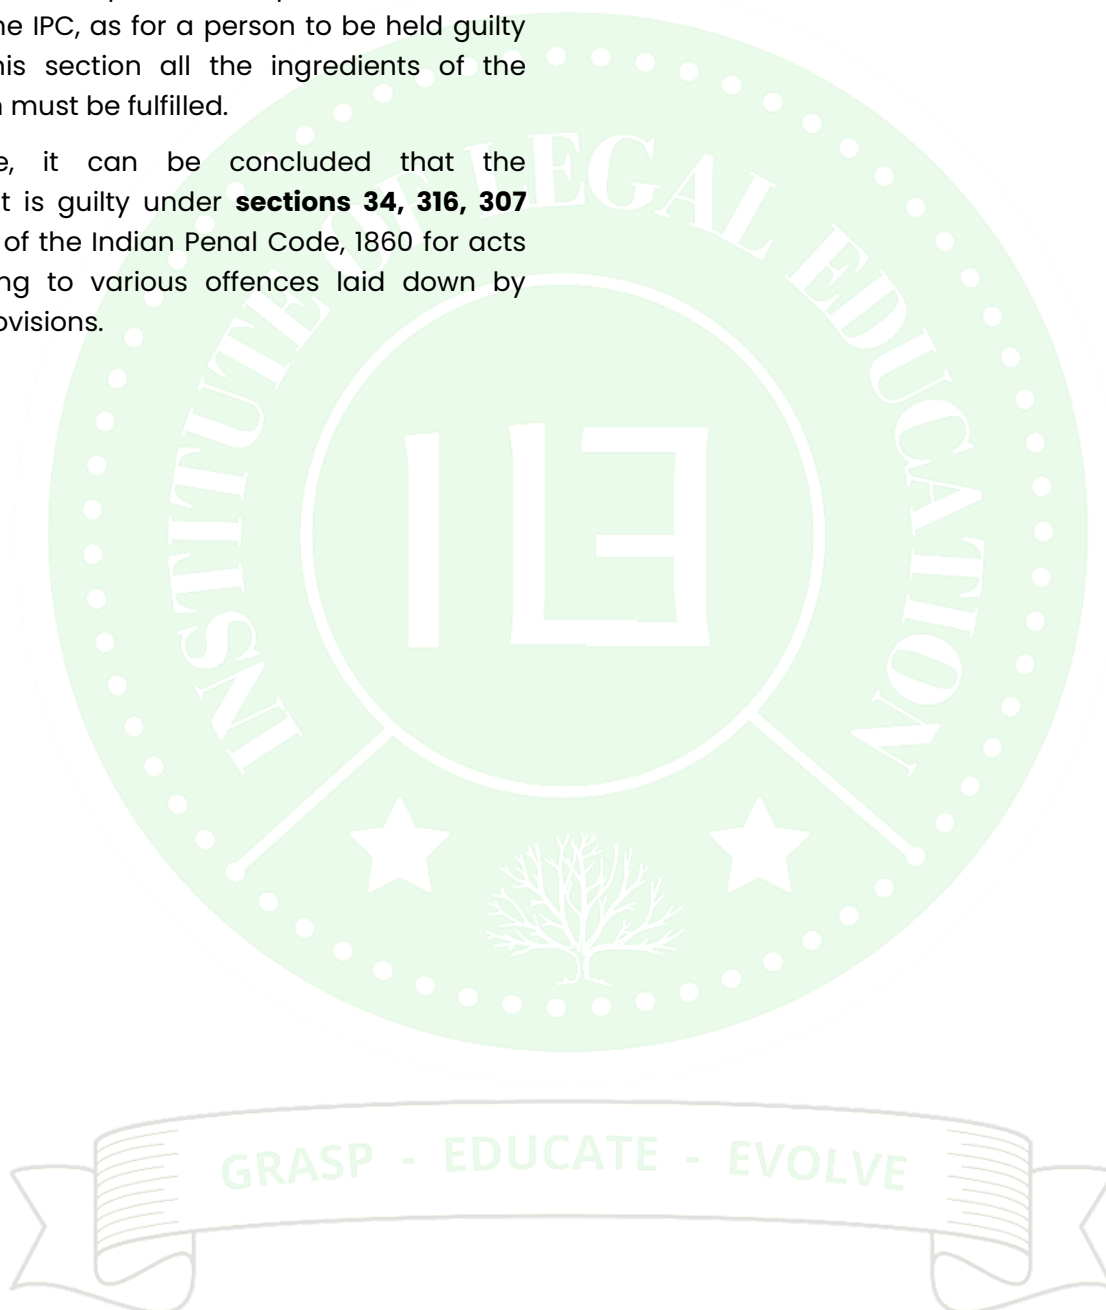 ne IPC, as for a person to be held guilty
his section all the ingredients of the
n must be fulfilled.
e, it can be concluded that the
t is guilty under sections 34, 316, 307
of the Indian Penal Code, 1860 for acts
ng to various offences laid down by
ovisions.
INSTITUTE OF LEGAL EDUCATION
ILE
GRASP - EDUCATE - EVOLVE